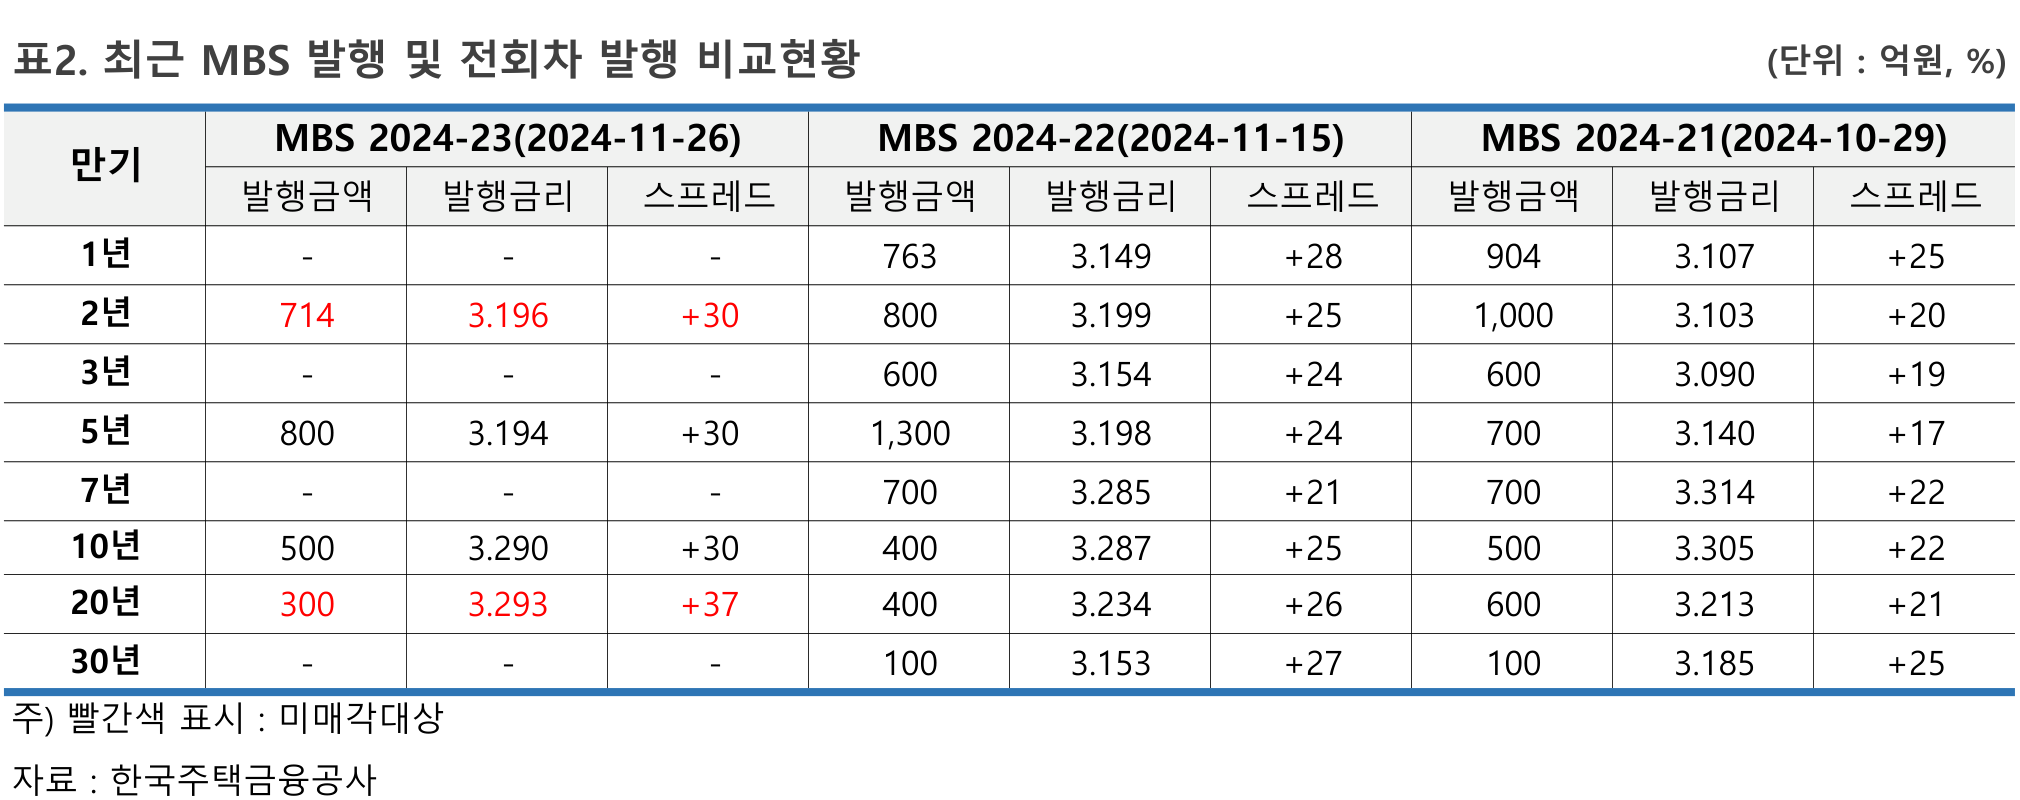 표2. 최근 MBS 발행 및 전회차 발행 비교현황 (단위 : 억원, %)
만기 MBS 2024-23(2024-11-26) MBS 2024-22(2024-11-15) MBS 2024-21(2024-10-29)
발행금액 발행금리 스프레드 발행금액 발행금리 스프레드 발행금액 발행금리 스프레드
1년 - - - 763 3.149 +28 904 3.107 +25
2년 714 3.196 +30 800 3.199 +25 1,000 3.103 +20
3년 - - - 600 3.154 +24 600 3.090 +19
5년 800 3.194 +30 1,300 3.198 +24 700 3.140 +17
7년 - - - 700 3.285 +21 700 3.314 +22
10년 500 3.290 +30 400 3.287 +25 500 3.305 +22
20년 300 3.293 +37 400 3.234 +26 600 3.213 +21
30년 - - - 100 3.153 +27 100 3.185 +25
주) 빨간색 표시 : 미매각대상
자료 : 한국주택금융공사